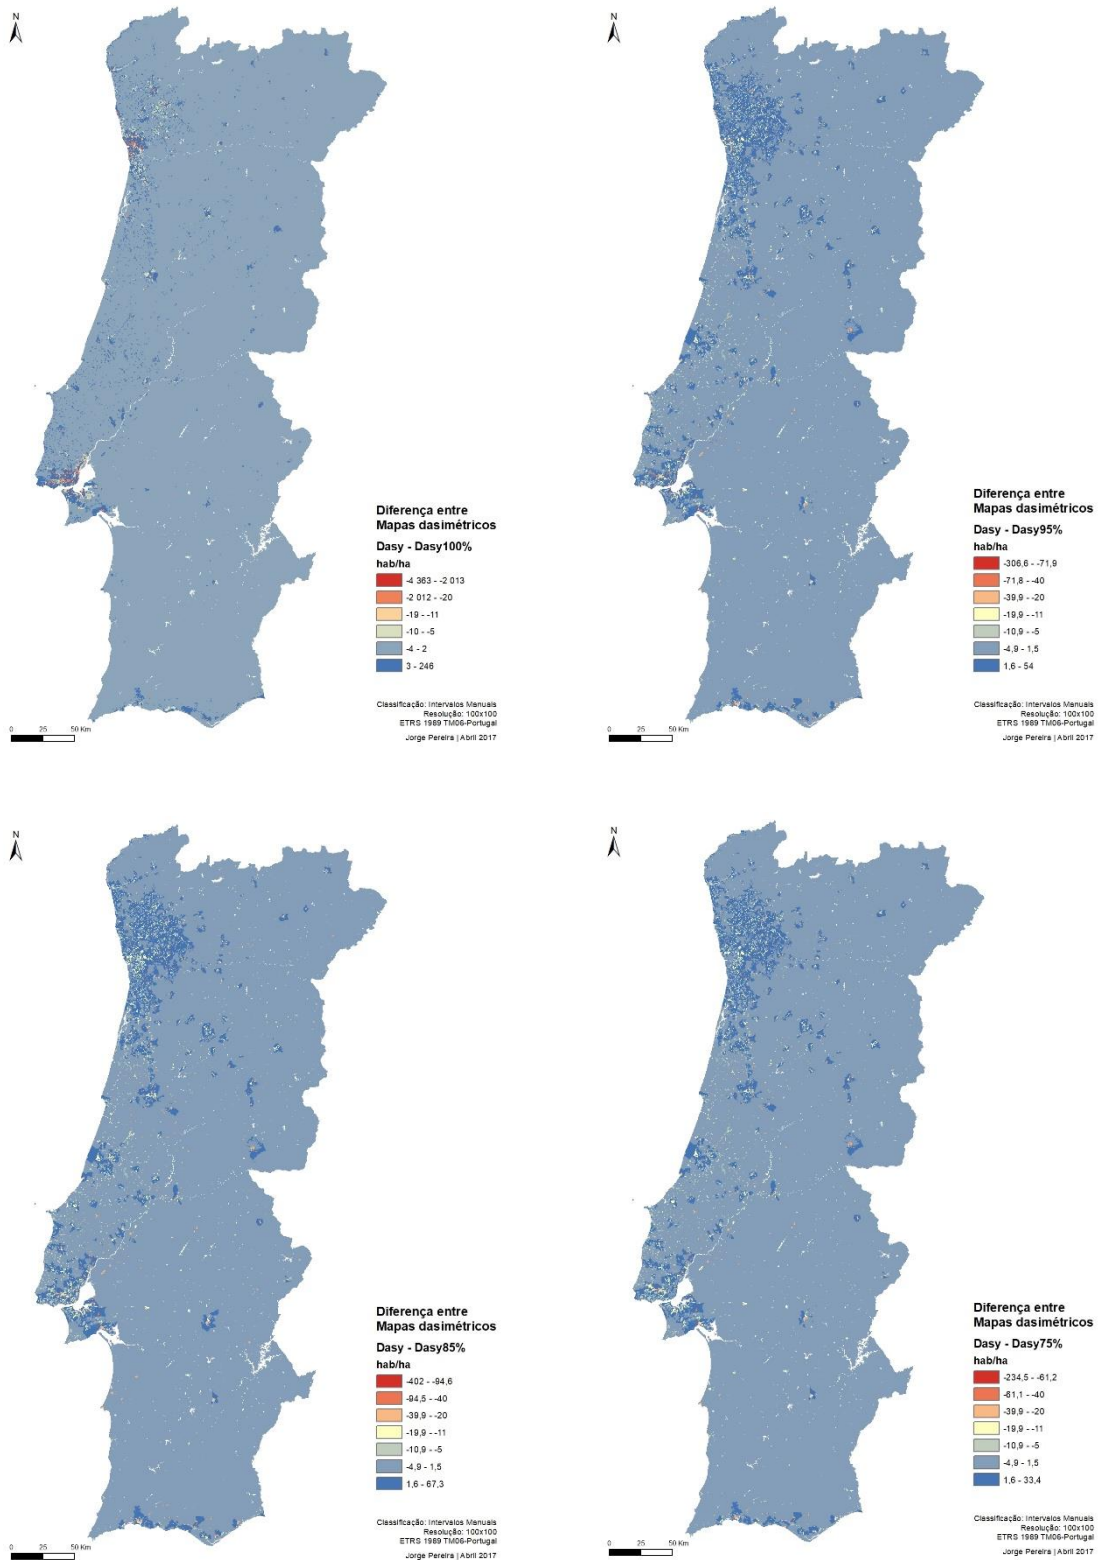 N
Diferença entre
Mapas dasimétricos
Dasy - Dasy100%
hab/ha
-4 363 - -2 013
-2 012 - -20
-19 - -11
-10 - -5
-4 - 2
3 - 246
Classificação: Intervalos Manuais
Resolução: 100x100
ETRS 1989 TM06-Portugal
Jorge Pereira | Abril 2017
0 25 50 Km
N
Diferença entre
Mapas dasimétricos
Dasy - Dasy95%
hab/ha
-306,6 - -71,9
-71,8 - -40
-39,9 - -20
-19,9 - -11
-10,9 - -5
-4,9 - 1,5
1,6 - 54
Classificação: Intervalos Manuais
Resolução: 100x100
ETRS 1989 TM06-Portugal
Jorge Pereira | Abril 2017
0 25 50 Km
N
Diferença entre
Mapas dasimétricos
Dasy - Dasy85%
hab/ha
-402 - -94,6
-94,5 - -40
-39,9 - -20
-19,9 - -11
-10,9 - -5
-4,9 - 1,5
1,6 - 67,3
Classificação: Intervalos Manuais
Resolução: 100x100
ETRS 1989 TM06-Portugal
Jorge Pereira | Abril 2017
0 25 50 Km
N
Diferença entre
Mapas dasimétricos
Dasy - Dasy75%
hab/ha
-234,5 - -61,2
-61,1 - -40
-39,9 - -20
-19,9 - -11
-10,9 - -5
-4,9 - 1,5
1,6 - 33,4
Classificação: Intervalos Manuais
Resolução: 100x100
ETRS 1989 TM06-Portugal
Jorge Pereira | Abril 2017
0 25 50 Km